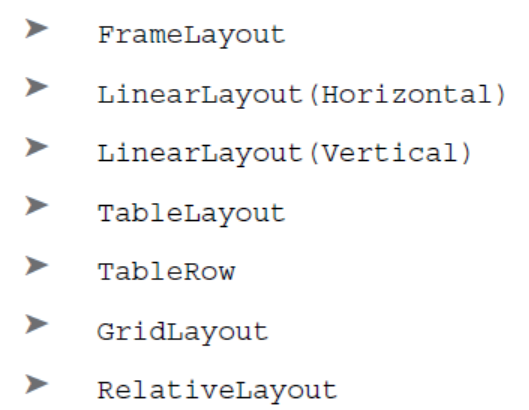 ➤ FrameLayout
➤ LinearLayout(Horizontal)
➤ LinearLayout(Vertical)
➤ TableLayout
➤ TableRow
➤ GridLayout
➤ RelativeLayout